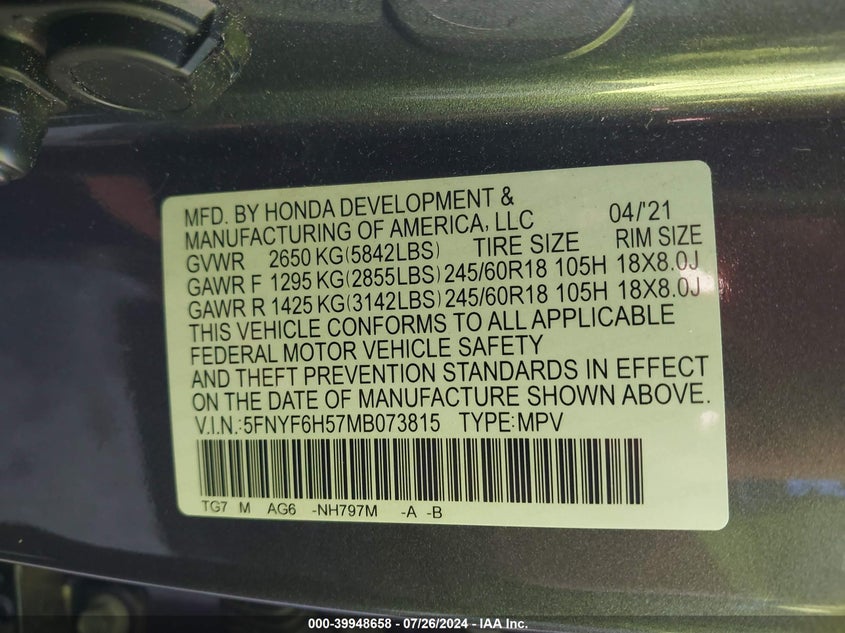 MFD. BY HONDA DEVELOPMENT & 04/'21
MANUFACTURING OF AMERICA, LLC
GVWR 2650 KG(5842LBS) TIRE SIZE RIM SIZE
GAWR F 1295 KG(2855LBS) 245/60R18 105H 18X8.0J
GAWR R 1425 KG(3142LBS) 245/60R18 105H 18X8.0J
THIS VEHICLE CONFORMS TO ALL APPLICABLE
FEDERAL MOTOR VEHICLE SAFETY
AND THEFT PREVENTION STANDARDS IN EFFECT
ON THE DATE OF MANUFACTURE SHOWN ABOVE.
V.I.N.:5FNYF6H57MB073815 TYPE:MPV
TG7 M AG6 -NH797M -A -B
000-39948658 - 07/26/2024 - IAA Inc.